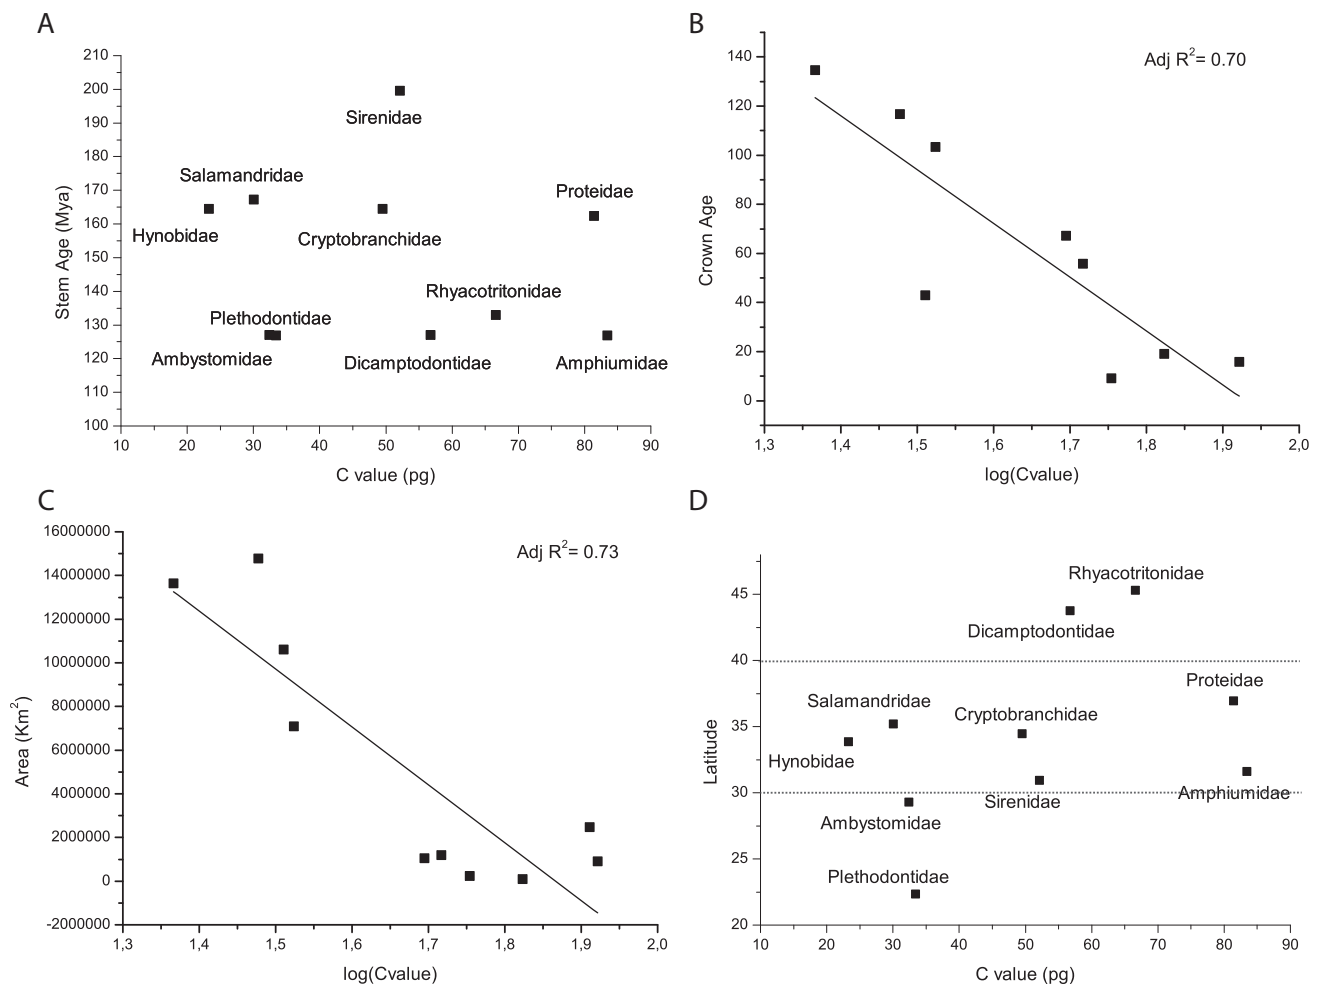 A
210
200
190
180
170
160
150
140
130
120
110
100
Stem Age (Mya)
Sirenidae
Salamandridae
Hynobidae
Cryptobranchidae
Proteidae
Rhyacotritonidae
Plethodontidae
Ambystomidae
Dicamptodontidae
Amphiumidae
10 20 30 40 50 60 70 80 90
C value (pg)
B
Adj R²= 0.70
140
120
100
80
60
40
20
0
Crown Age
1,3 1,4 1,5 1,6 1,7 1,8 1,9 2,0
log(Cvalue)
C
Adj R²= 0.73
16000000
14000000
12000000
10000000
8000000
6000000
4000000
2000000
0
-2000000
Area (Km²)
1,3 1,4 1,5 1,6 1,7 1,8 1,9 2,0
log(Cvalue)
D
45
40
35
30
25
20
Latitude
Rhyacotritonidae
Dicamptodontidae
Proteidae
Salamandridae
Cryptobranchidae
Hynobidae
Amphiumidae
Sirenidae
Ambystomidae
Plethodontidae
10 20 30 40 50 60 70 80 90
C value (pg)